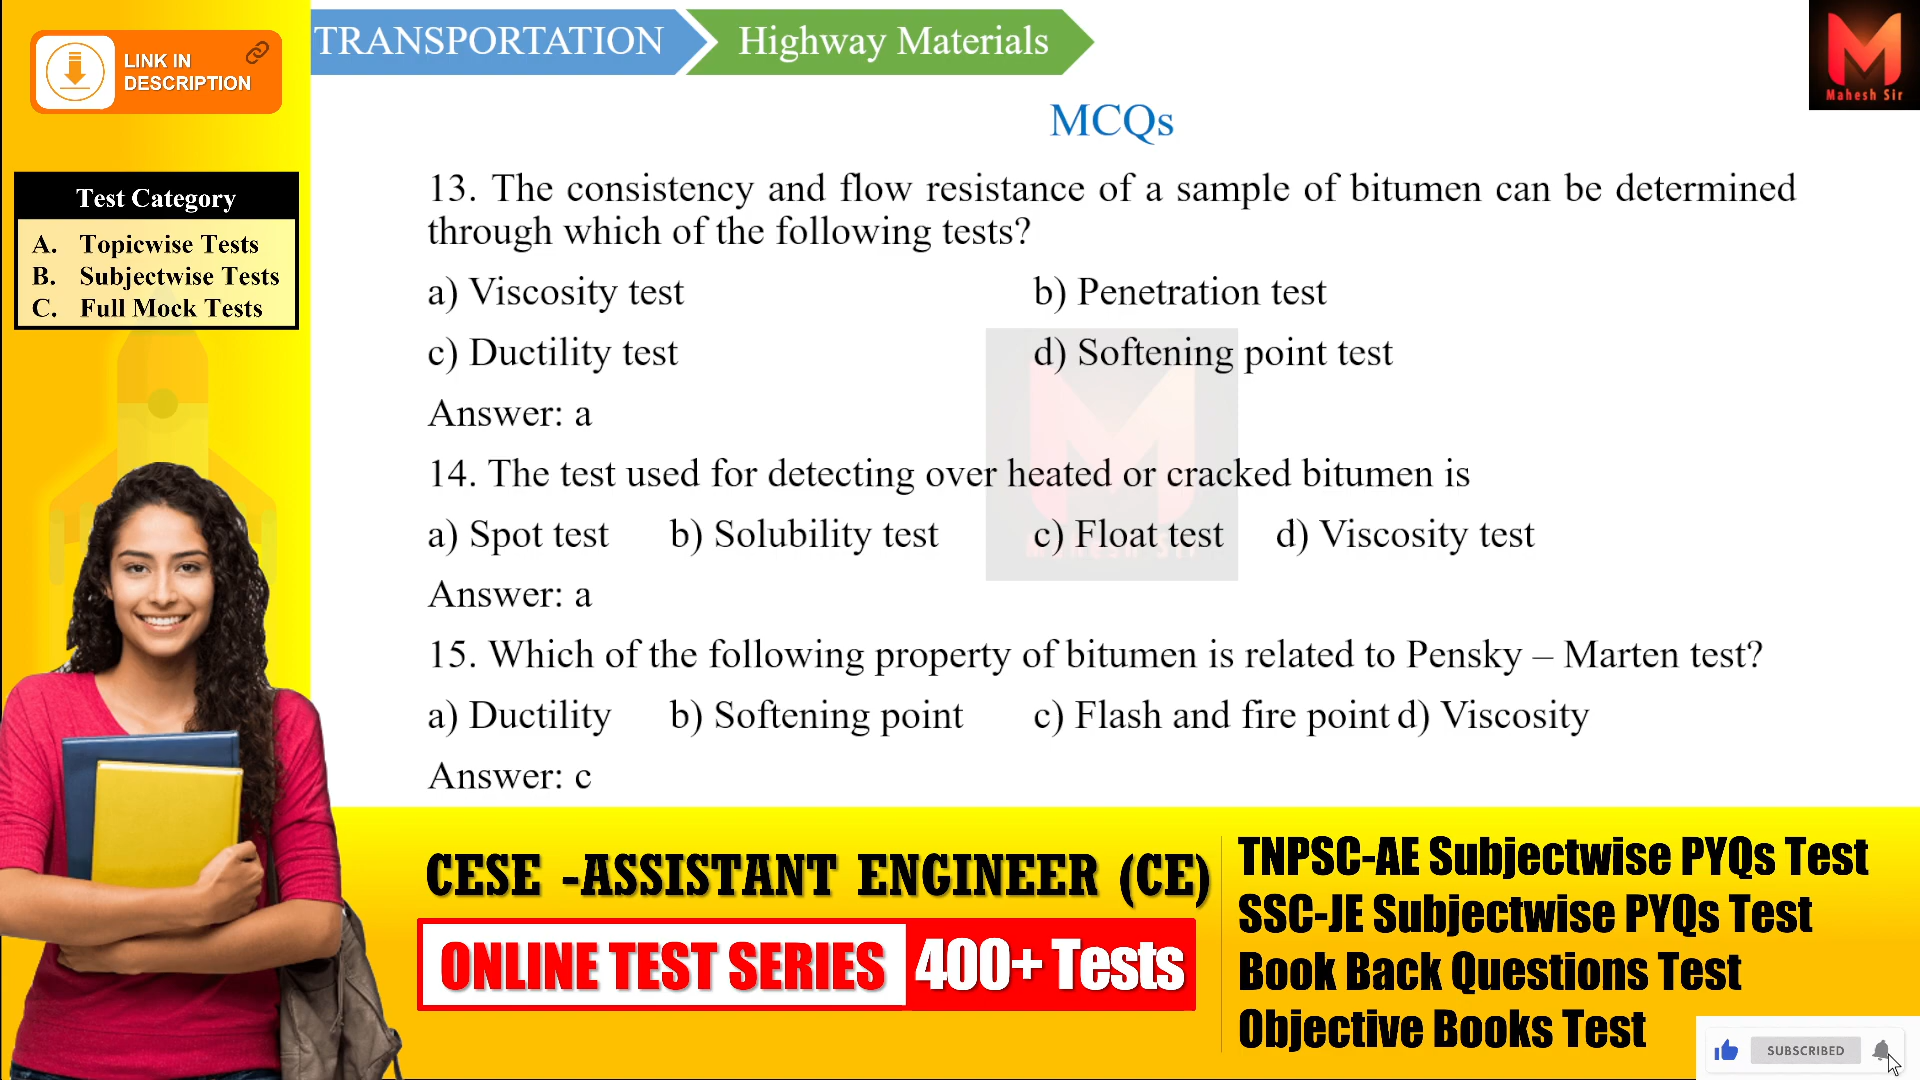 LINK IN
DESCRIPTION
TRANSPORTATION
Highway Materials
Mahesh Sir
MCQs
Test Category
A. Topicwise Tests
B. Subjectwise Tests
C. Full Mock Tests
13. The consistency and flow resistance of a sample of bitumen can be determined
through which of the following tests?
a) Viscosity test b) Penetration test
c) Ductility test d) Softening point test
Answer: a
14. The test used for detecting over heated or cracked bitumen is
a) Spot test b) Solubility test c) Float test d) Viscosity test
Mahesh Sir
Answer: a
15. Which of the following property of bitumen is related to Pensky – Marten test?
a) Ductility b) Softening point c) Flash and fire point d) Viscosity
Answer: c
CESE -ASSISTANT ENGINEER (CE)
ONLINE TEST SERIES 400+ Tests
TNPSC-AE Subjectwise PYQs Test
SSC-JE Subjectwise PYQs Test
Book Back Questions Test
Objective Books Test
SUBSCRIBED